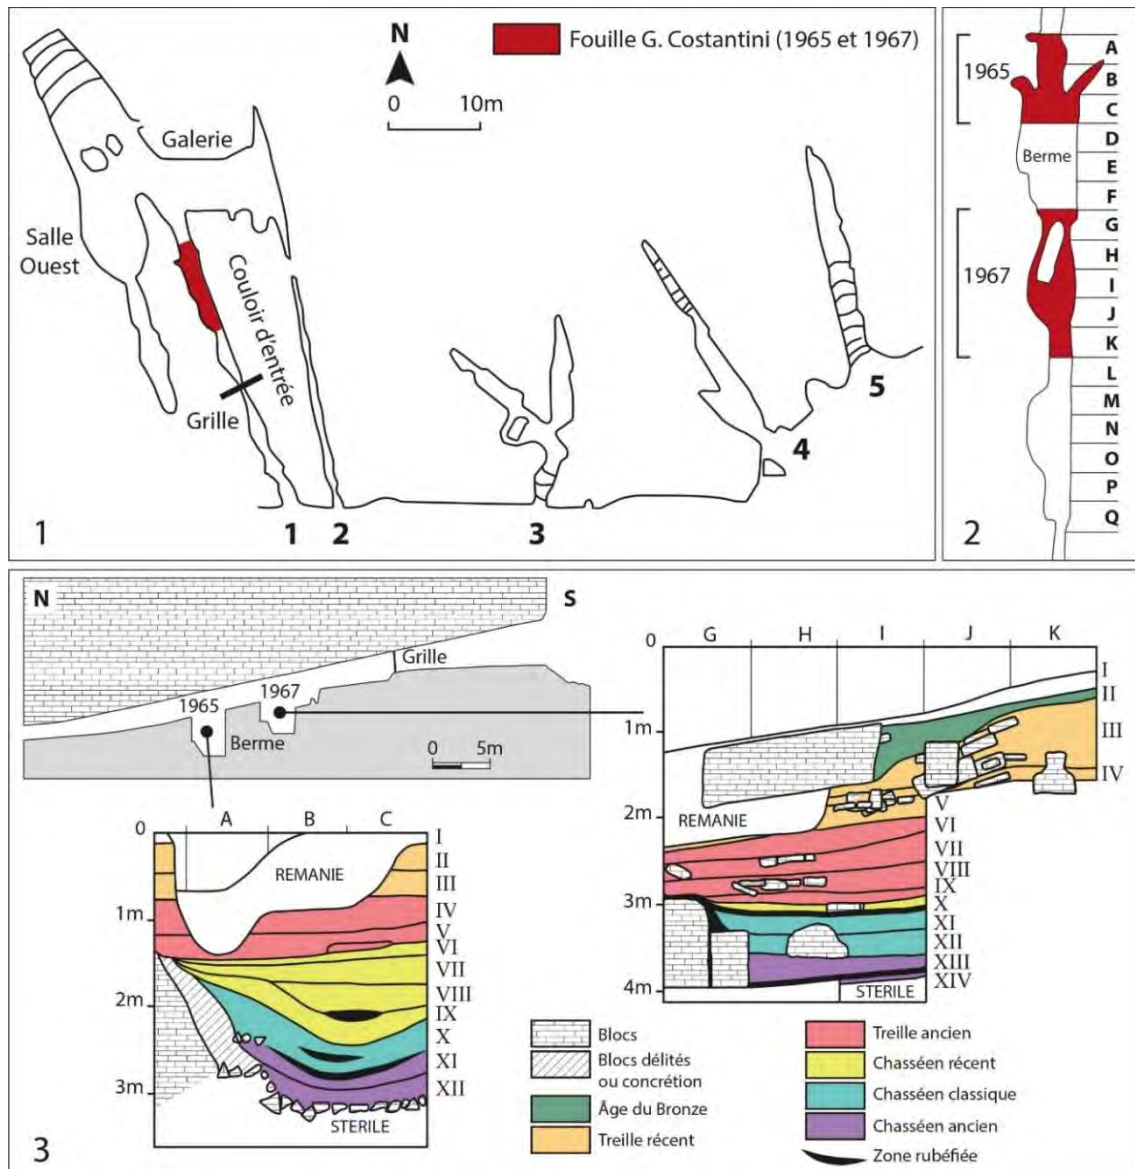 N
Fouille G. Costantini (1965 et 1967)
0 10m
Galerie
Salle
Ouest
Couloir d'entrée
Grille
1 2 3 4 5
1
1965
1967
Berme
A
B
C
D
E
F
G
H
I
J
K
L
M
N
O
P
Q
2
N S
Grille
1965
1967
Berme
0 5m
0
1m
2m
3m
A B C
REMANIE
I
II
III
IV
V
VI
VII
VIII
IX
X
XI
XII
STERILE
0
1m
2m
3m
4m
G H I J K
REMANIE
I
II
III
IV
V
VI
VII
VIII
IX
X
XI
XII
XIII
XIV
STERILE
Blocs
Blocs délités
ou concrétion
Âge du Bronze
Treille récent
Treille ancien
Chasséen récent
Chasséen classique
Chasséen ancien
Zone rubéfiée
3